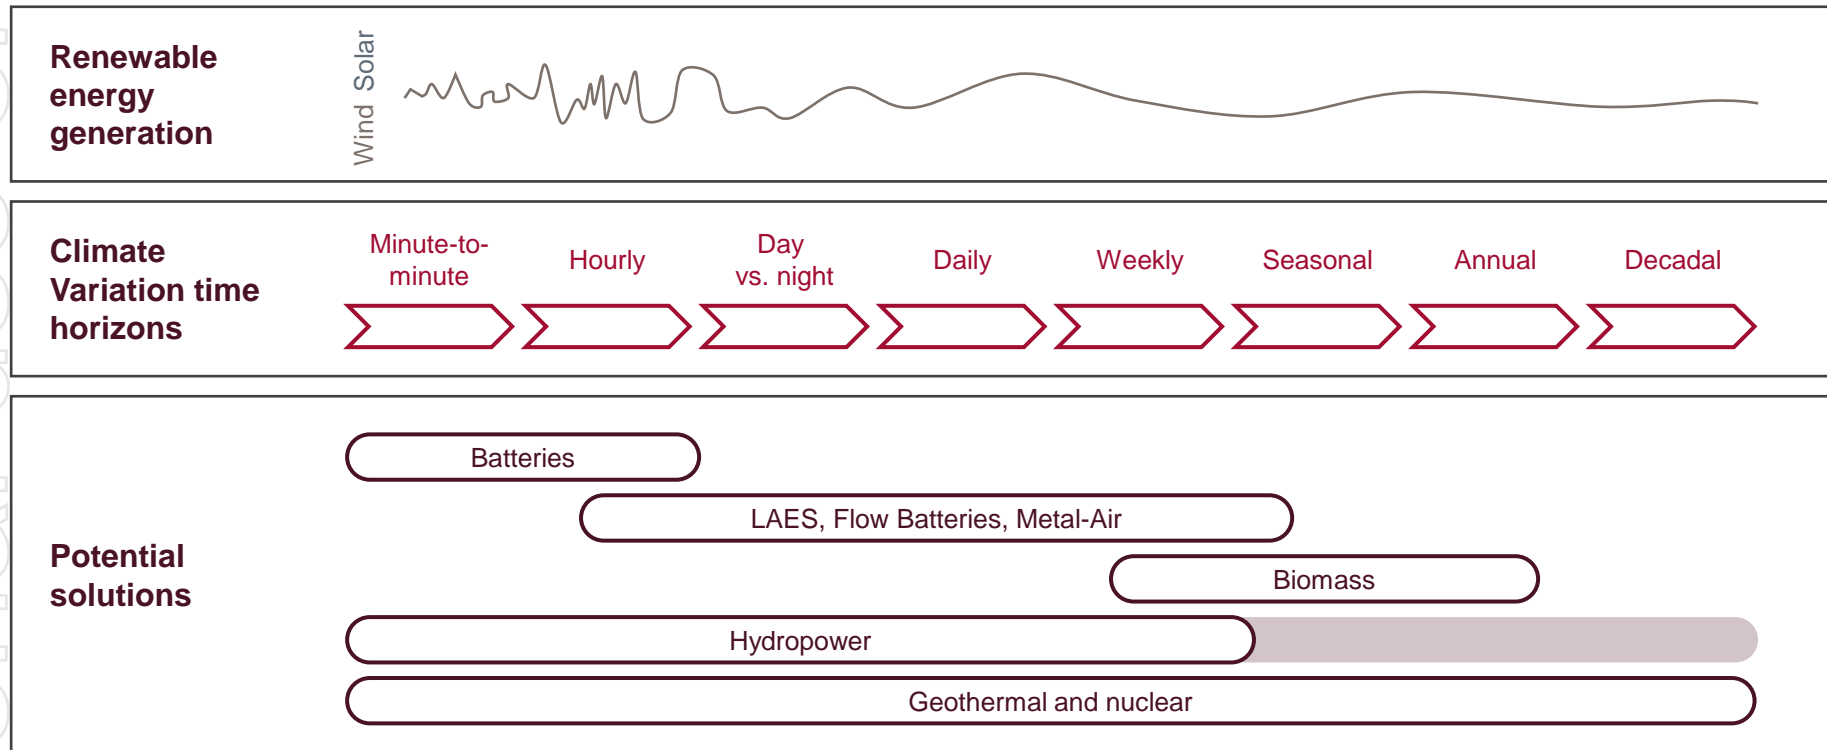 Renewable
energy
generation
Wind Solar
Climate
Variation time
horizons
Minute-to-
minute
Hourly
Day
vs. night
Daily
Weekly
Seasonal
Annual
Decadal
Potential
solutions
Batteries
LAES, Flow Batteries, Metal-Air
Biomass
Hydropower
Geothermal and nuclear